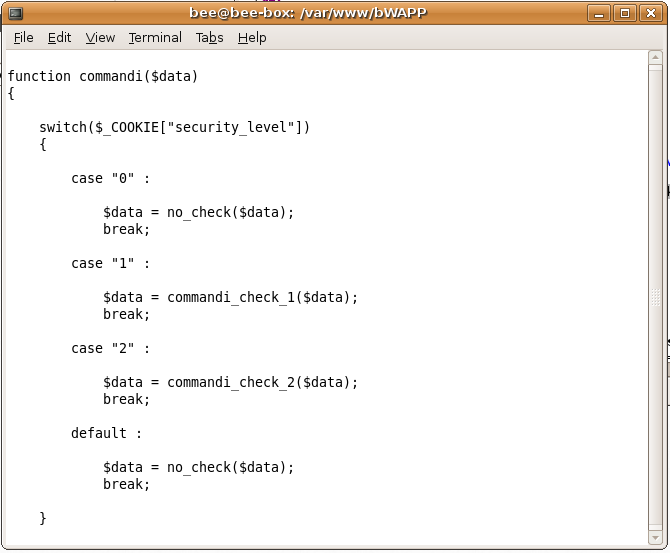 bee@bee-box: /var/www/bWAPP
File Edit View Terminal Tabs Help
function commandi($data)
{
    switch($_COOKIE["security_level"])
    {
        case "0" :
            $data = no_check($data);
            break;
        case "1" :
            $data = commandi_check_1($data);
            break;
        case "2" :
            $data = commandi_check_2($data);
            break;
        default :
            $data = no_check($data);
            break;
    }